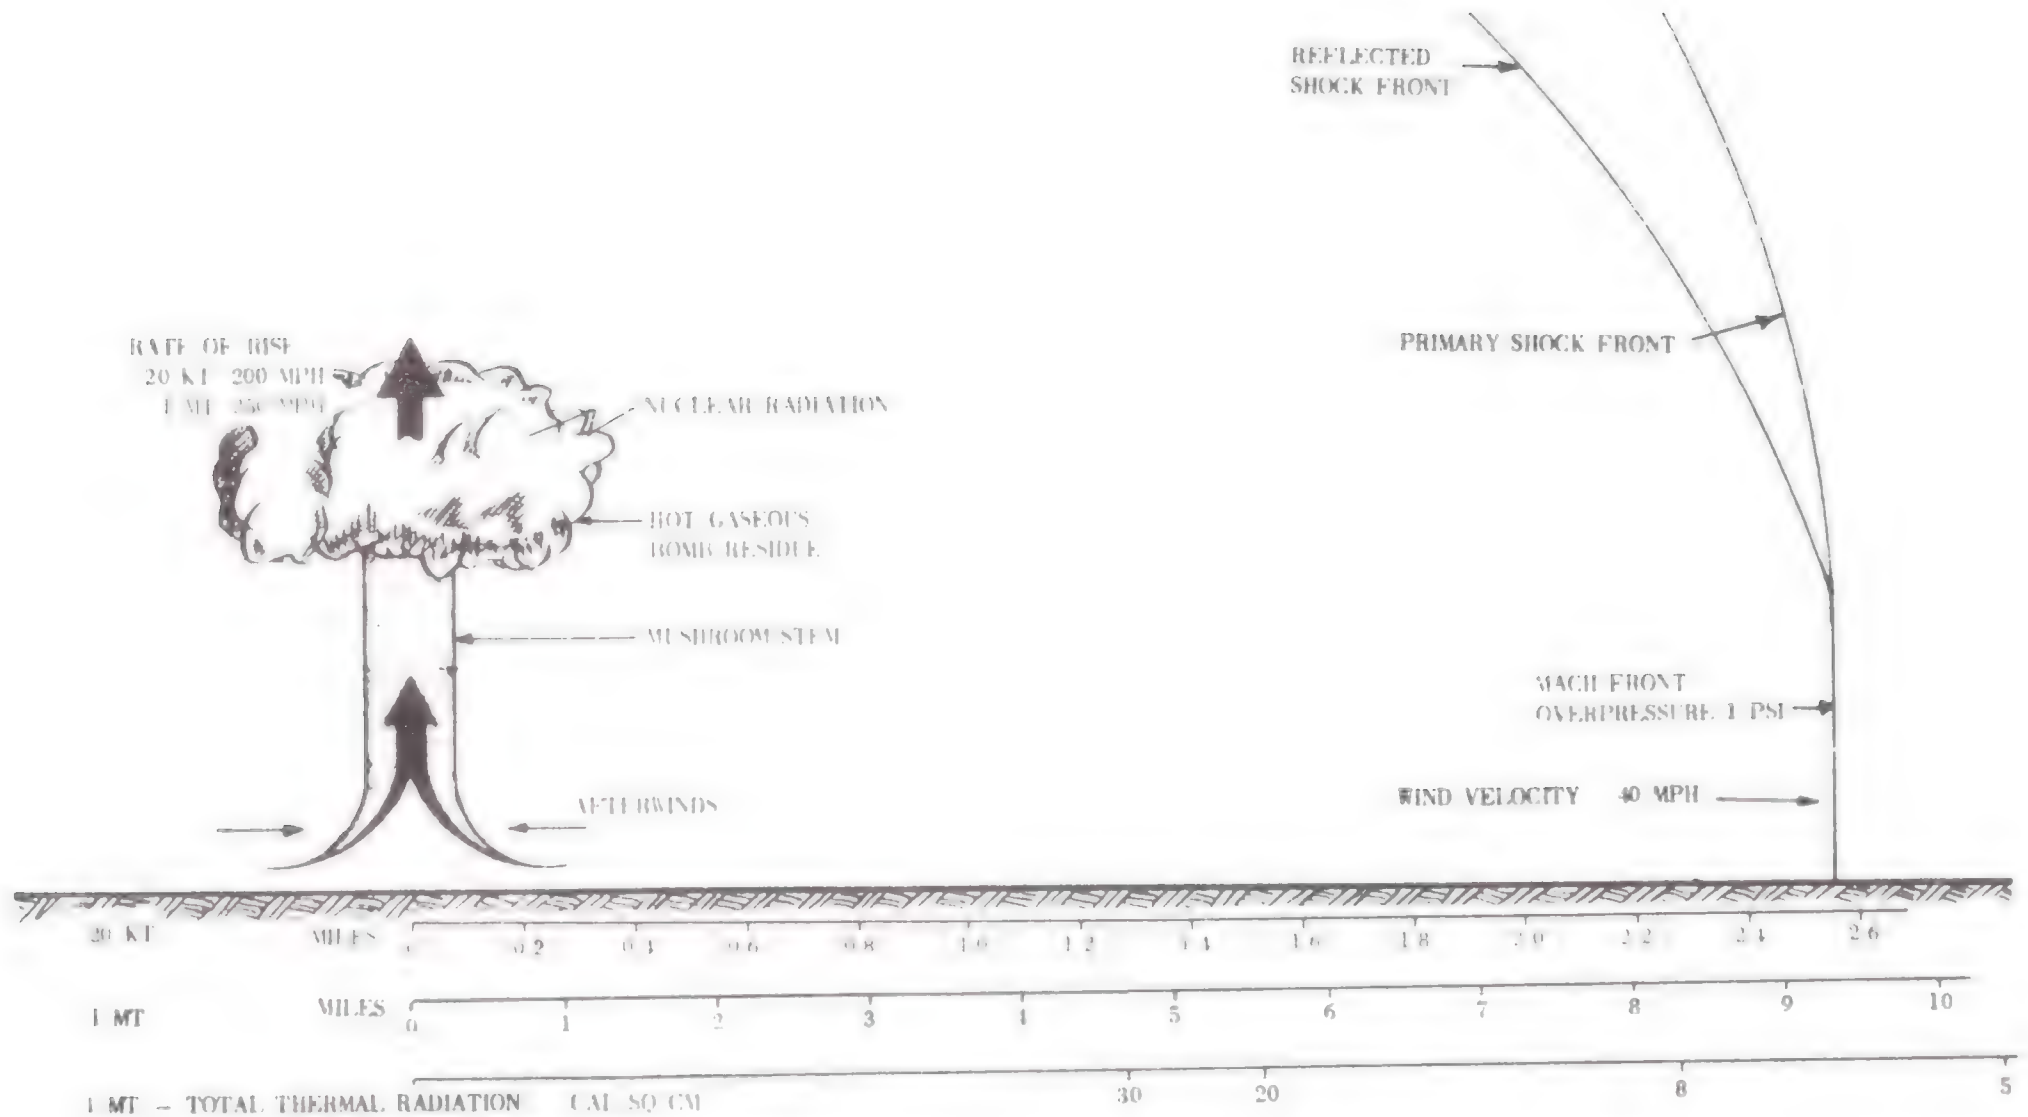 REFLECTED
SHOCK FRONT
PRIMARY SHOCK FRONT
RATE OF RISE
20 KT 200 MPH
1 MT 250 MPH
NUCLEAR RADIATION
HOT GASEOUS
BOMB RESIDUE
MUSHROOM STEM
MACH FRONT
OVERPRESSURE 1 PSI
AFTERWINDS
WIND VELOCITY 40 MPH
20 KT MILES 0.2 0.4 0.6 0.8 1.0 1.2 1.4 1.6 1.8 2.0 2.2 2.4 2.6
1 MT MILES 0 1 2 3 4 5 6 7 8 9 10
1 MT - TOTAL THERMAL RADIATION CAL SQ CM 30 20 8 5